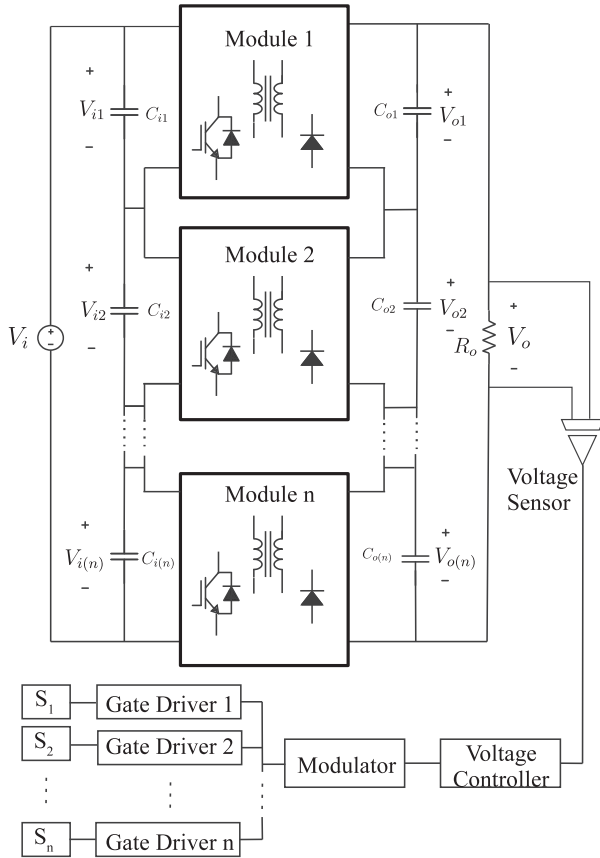 Module 1
+
V_{i1}
−
C_{i1}
C_{o1}
+
V_{o1}
−
Module 2
+
V_{i2}
−
C_{i2}
C_{o2}
+
V_{o2}
−
V_i
+
−
R_o
+
V_o
−
Module n
+
V_{i(n)}
−
C_{i(n)}
C_{o(n)}
+
V_{o(n)}
−
Voltage
Sensor
S_1
Gate Driver 1
S_2
Gate Driver 2
S_n
Gate Driver n
Modulator
Voltage
Controller